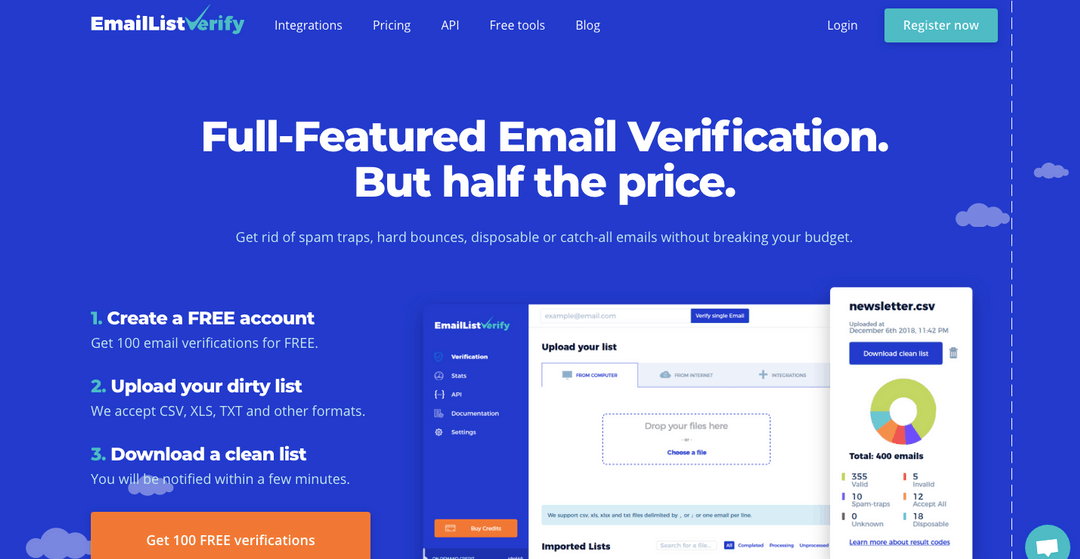 EmailListVerify
Integrations
Pricing
API
Free tools
Blog
Login
Register now
Full-Featured Email Verification.
But half the price.
Get rid of spam traps, hard bounces, disposable or catch-all emails without breaking your budget.
1. Create a FREE account
Get 100 email verifications for FREE.
2. Upload your dirty list
We accept CSV, XLS, TXT and other formats.
3. Download a clean list
You will be notified within a few minutes.
Get 100 FREE verifications
EmailListVerify
Verification
Stats
API
Documentation
Settings
Buy Credits
example@email.com
Verify single Email
Upload your list
FROM COMPUTER
FROM INTERNET
INTEGRATIONS
Drop your files here
- or -
Choose a file
We support csv, xls, xlsx and txt files delimited by , or ; or one email per line.
Imported Lists
Search for a file...
All
Completed
Processing
Unprocessed
newsletter.csv
Uploaded at
December 6th 2018, 11:42 PM
Download clean list
Total: 400 emails
355
Valid
5
Invalid
10
Spam-traps
12
Accept All
0
Unknown
18
Disposable
Learn more about result codes